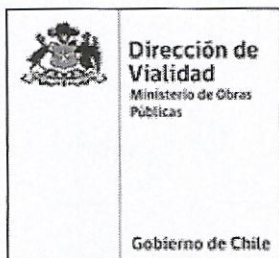 Dirección de
Vialidad
Ministerio de Obras
Públicas
Gobierno de Chile